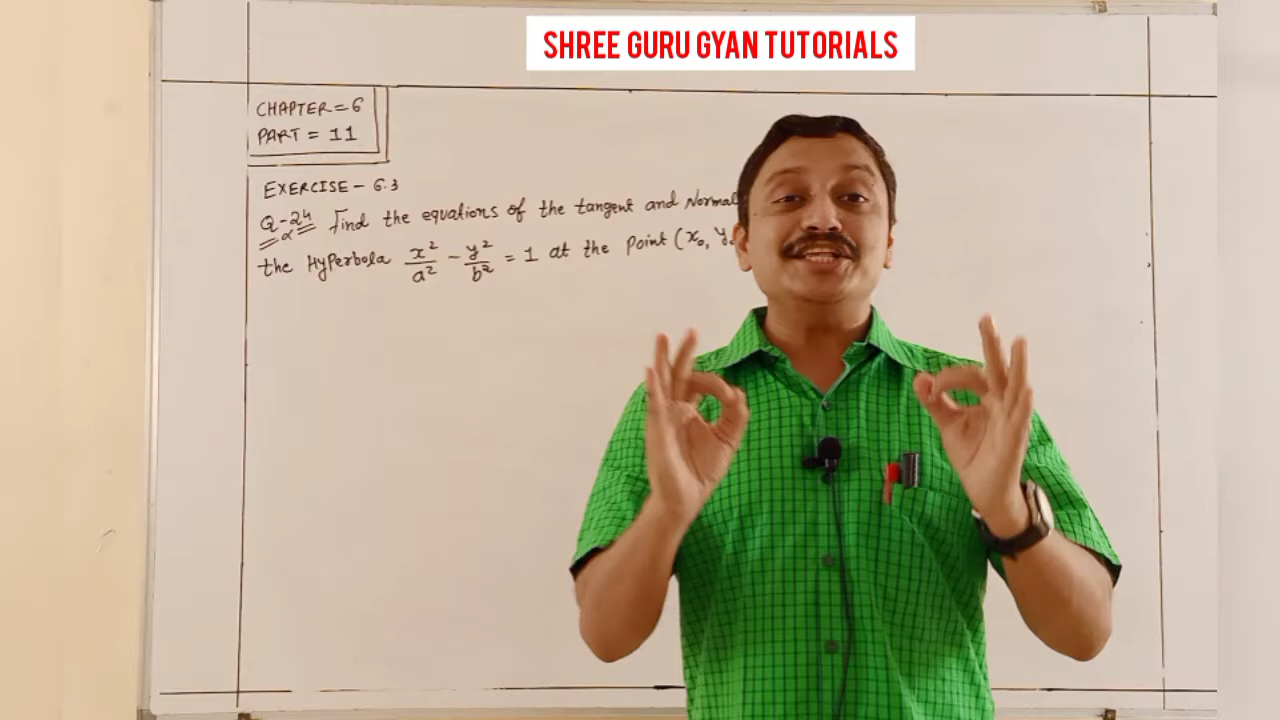 SHREE GURU GYAN TUTORIALS
CHAPTER = 6
PART = 11
EXERCISE - 6.3
Q-24 Find the equations of the tangent and Normal
the HyPerbola x²/a² - y²/b² = 1 at the Point (x₀, y₀